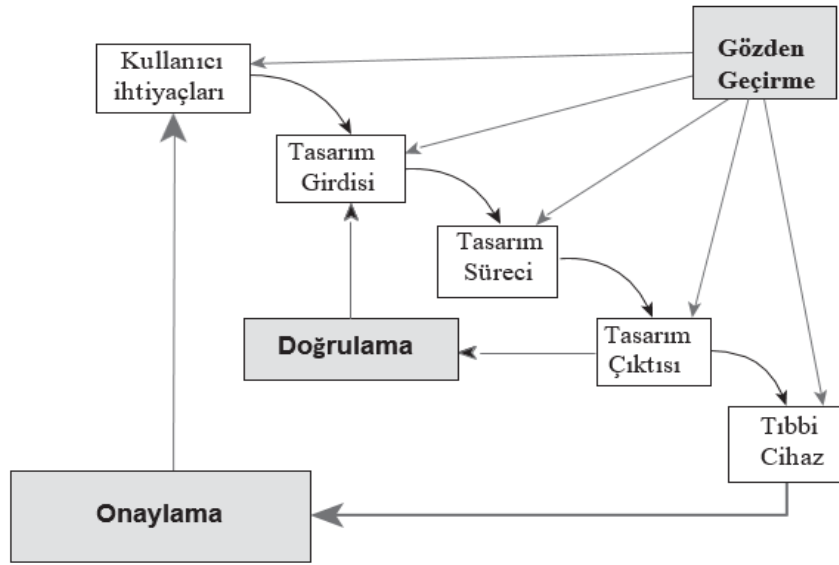 Kullanıcı
ihtiyaçları
Gözden
Geçirme
Tasarım
Girdisi
Tasarım
Süreci
Doğrulama
Tasarım
Çıktısı
Tıbbi
Cihaz
Onaylama